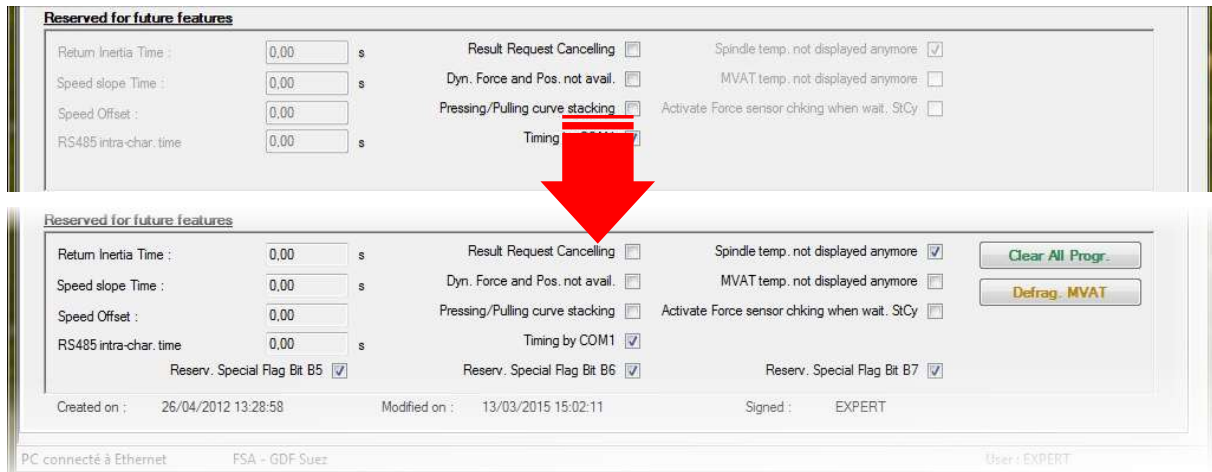 Reserved for future features
Return Inertia Time : 0,00 s Result Request Cancelling Spindle temp. not displayed anymore
Speed slope Time : 0,00 s Dyn. Force and Pos. not avail. MVAT temp. not displayed anymore
Speed Offset : 0,00 Pressing/Pulling curve stacking Activate Force sensor chking when wait. StCy
RS485 intra-char. time 0,00 s Timing
Reserved for future features
Return Inertia Time : 0,00 s Result Request Cancelling Spindle temp. not displayed anymore Clear All Progr.
Speed slope Time : 0,00 s Dyn. Force and Pos. not avail. MVAT temp. not displayed anymore Defrag. MVAT
Speed Offset : 0,00 Pressing/Pulling curve stacking Activate Force sensor chking when wait. StCy
RS485 intra-char. time 0,00 s Timing by COM1
Reserv. Special Flag Bit B5 Reserv. Special Flag Bit B6 Reserv. Special Flag Bit B7
Created on : 26/04/2012 13:28:58 Modified on : 13/03/2015 15:02:11 Signed : EXPERT
PC connecté à Ethernet FSA - GDF Suez User : EXPERT